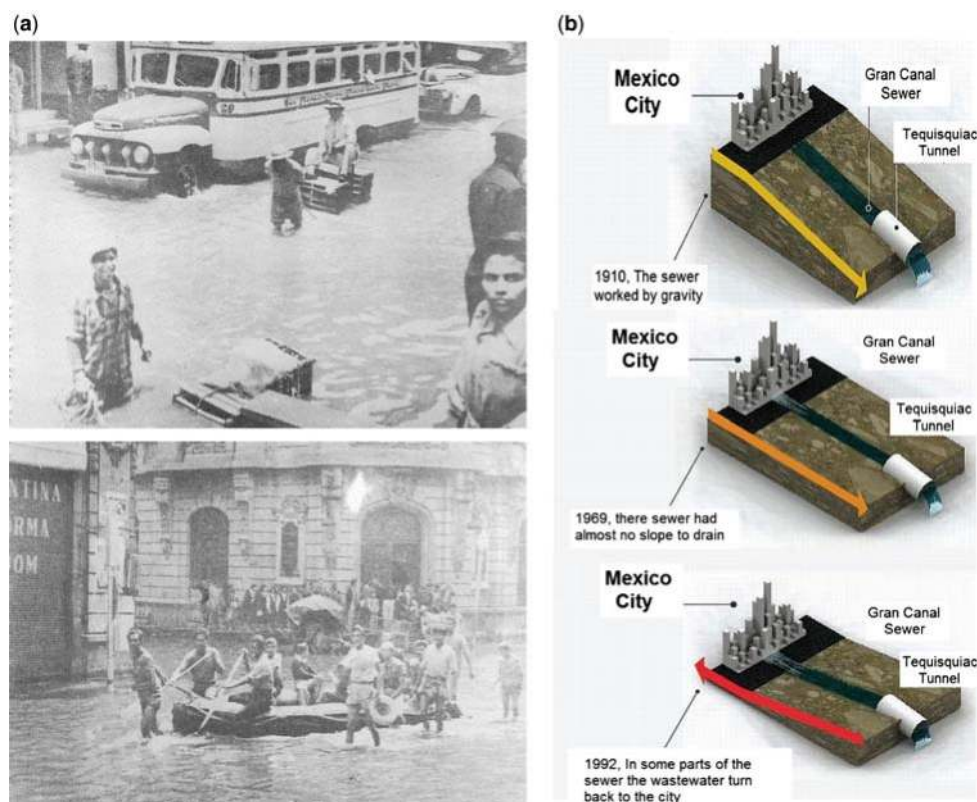 (a)
ENTINA
RMA
OM
(b)
Mexico
City
Gran Canal
Sewer
Tequisquiac
Tunnel
1910, The sewer
worked by gravity
Mexico
City
Gran Canal
Sewer
Tequisquiac
Tunnel
1969, there sewer had
almost no slope to drain
Mexico
City
Gran Canal
Sewer
Tequisquiac
Tunnel
1992, In some parts of the
sewer the wastewater turn
back to the city